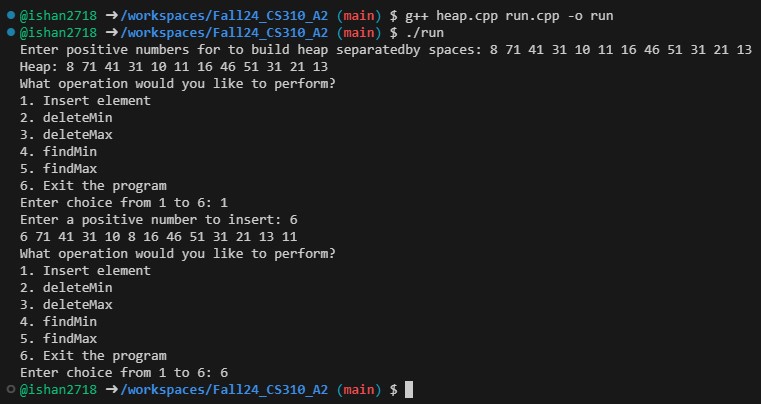 @ishan2718 ➜/workspaces/Fall24_CS310_A2 (main) $ g++ heap.cpp run.cpp -o run
@ishan2718 ➜/workspaces/Fall24_CS310_A2 (main) $ ./run
Enter positive numbers for to build heap separatedby spaces: 8 71 41 31 10 11 16 46 51 31 21 13
Heap: 8 71 41 31 10 11 16 46 51 31 21 13
What operation would you like to perform?
1. Insert element
2. deleteMin
3. deleteMax
4. findMin
5. findMax
6. Exit the program
Enter choice from 1 to 6: 1
Enter a positive number to insert: 6
6 71 41 31 10 8 16 46 51 31 21 13 11
What operation would you like to perform?
1. Insert element
2. deleteMin
3. deleteMax
4. findMin
5. findMax
6. Exit the program
Enter choice from 1 to 6: 6
@ishan2718 ➜/workspaces/Fall24_CS310_A2 (main) $